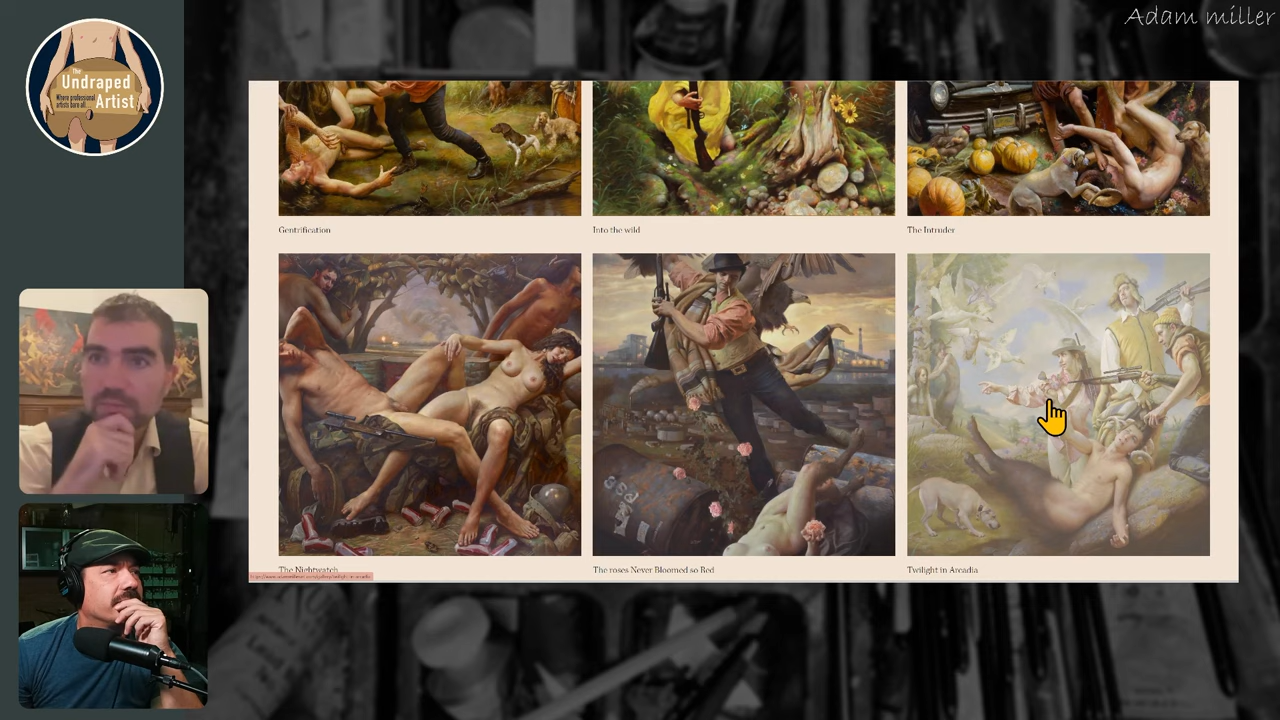 Adam miller
The
Undraped
Artist
Where professional
artists bare all...
Gentrification
Into the wild
The Intruder
The Nightwatch
The roses Never Bloomed so Red
Twilight in Arcadia